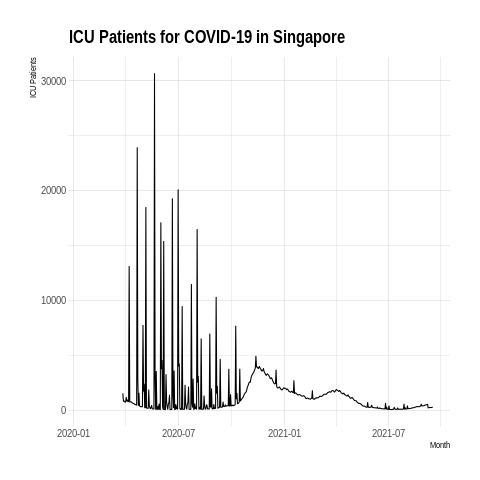 ICU Patients for COVID-19 in Singapore
ICU Patients
30000
20000
10000
0
2020-01
2020-07
2021-01
2021-07
Month